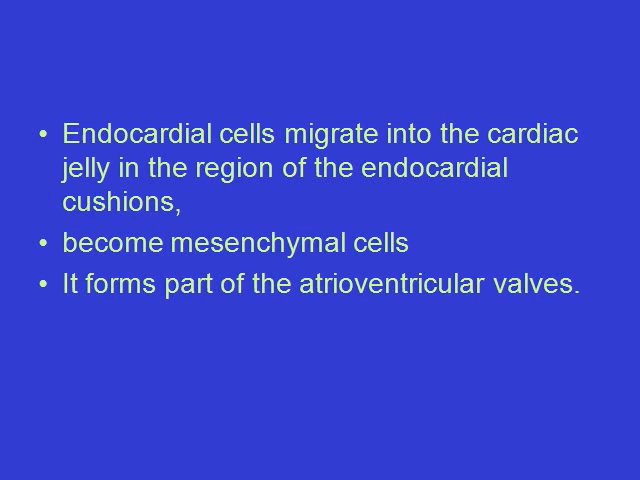 • Endocardial cells migrate into the cardiac
jelly in the region of the endocardial
cushions,
• become mesenchymal cells
• It forms part of the atrioventricular valves.